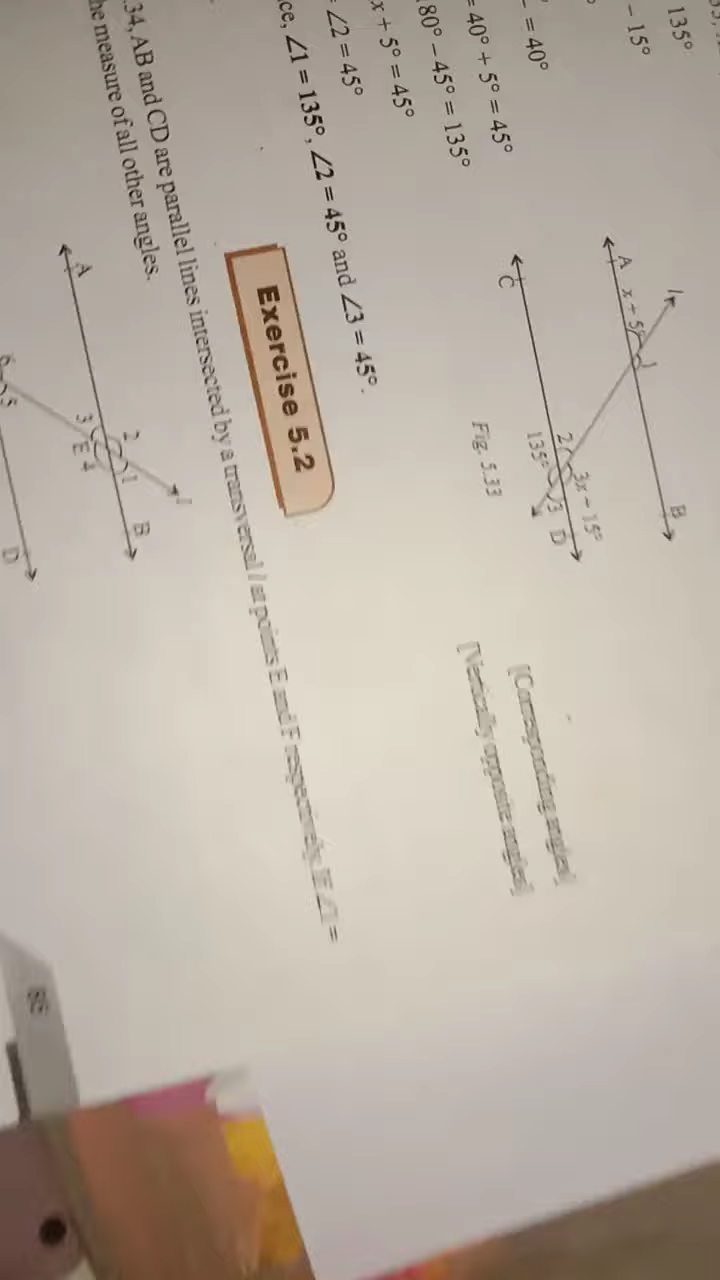 135°
– 15°
= 40°
= 40° + 5° = 45°
80° – 45° = 135°
x + 5° = 45°
∠2 = 45°
ce, ∠1 = 135°, ∠2 = 45° and ∠3 = 45°.
l
A x + 5° 1 B
2 3x – 15°
C 135° 3 D
Fig. 5.33
[Corresponding angles]
[Vertically opposite angles]
Exercise 5.2
.34, AB and CD are parallel lines intersected by a transversal l at points E and F respectively. If ∠1 =
he measure of all other angles.
l
A 2 1 B
3 E 4
6 5 D